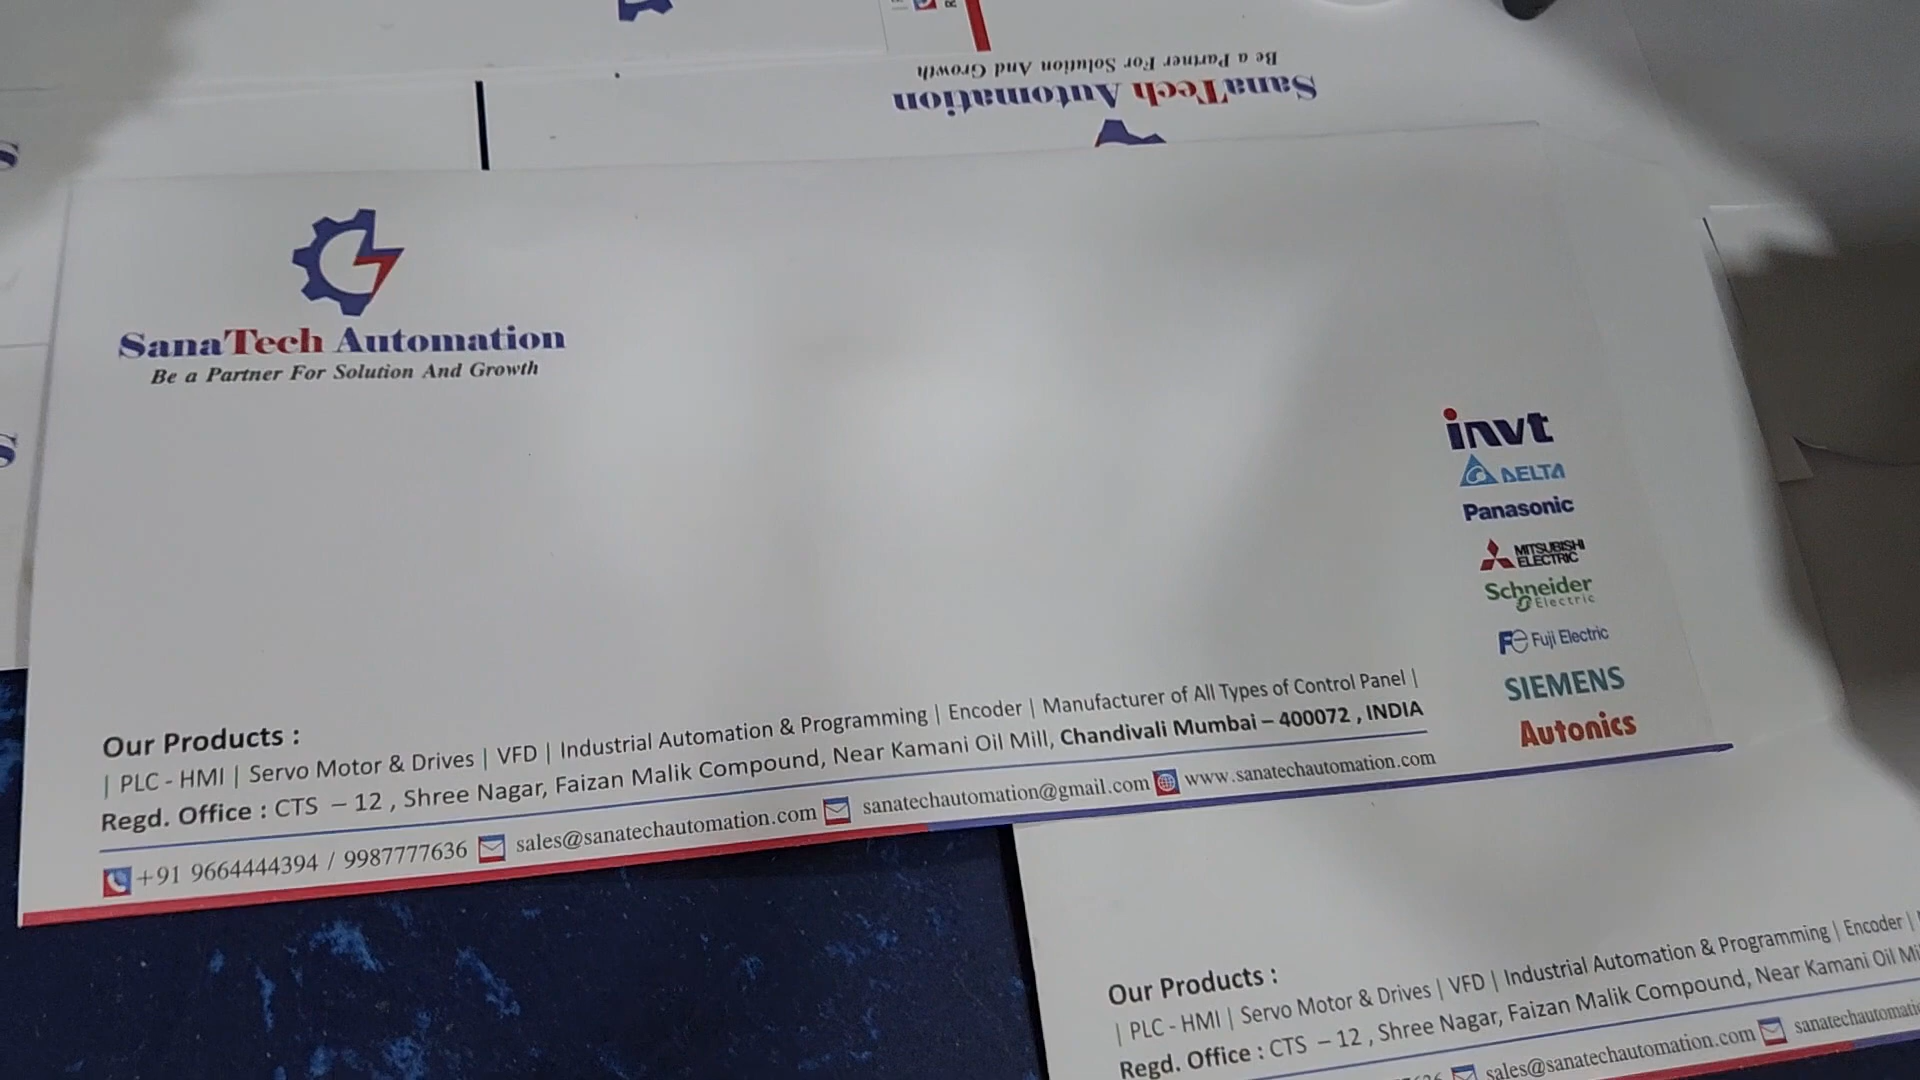 Be a Partner For Solution And Growth
SanaTech Automation
SanaTech Automation
Be a Partner For Solution And Growth
invt
DELTA
Panasonic
MITSUBISHI
ELECTRIC
Schneider
Electric
Fe Fuji Electric
SIEMENS
Autonics
Our Products :
| PLC - HMI | Servo Motor & Drives | VFD | Industrial Automation & Programming | Encoder | Manufacturer of All Types of Control Panel |
Regd. Office : CTS – 12 , Shree Nagar, Faizan Malik Compound, Near Kamani Oil Mill, Chandivali Mumbai – 400072 , INDIA
+91 9664444394 / 9987777636 sales@sanatechautomation.com sanatechautomation@gmail.com www.sanatechautomation.com
Our Products :
| PLC - HMI | Servo Motor & Drives | VFD | Industrial Automation & Programming | Encoder |
Regd. Office : CTS – 12 , Shree Nagar, Faizan Malik Compound, Near Kamani Oil
sales@sanatechautomation.com